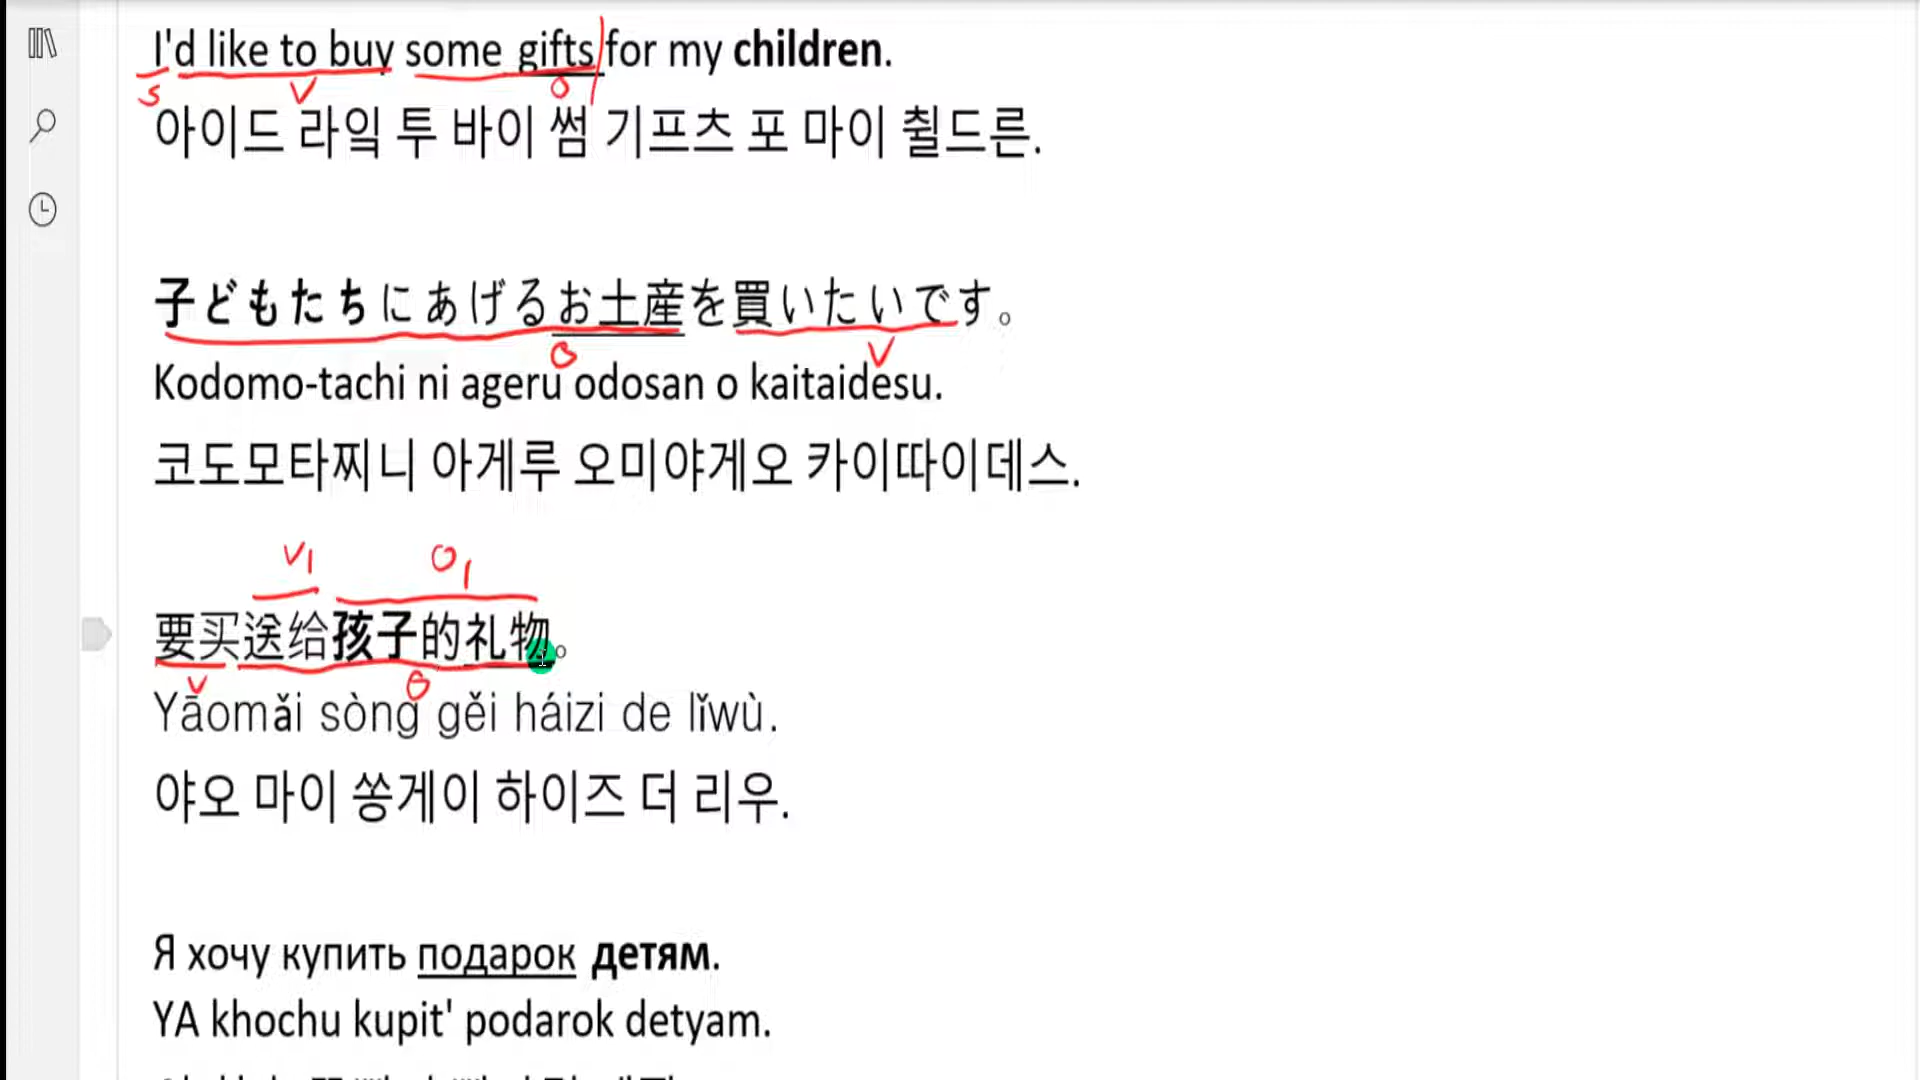 I'd like to buy some gifts for my children.
S V O
아이드 라잌 투 바이 썸 기프츠 포 마이 췰드른.
子どもたちにあげるお土産を買いたいです。
O V
Kodomo-tachi ni ageru odosan o kaitaidesu.
코도모타찌니 아게루 오미야게오 카이따이데스.
V1 O1
要买送给孩子的礼物。
V O
Yāomǎi sòng gěi háizi de lǐwù.
야오 마이 쏭게이 하이즈 더 리우.
Я хочу купить подарок детям.
YA khochu kupit' podarok detyam.